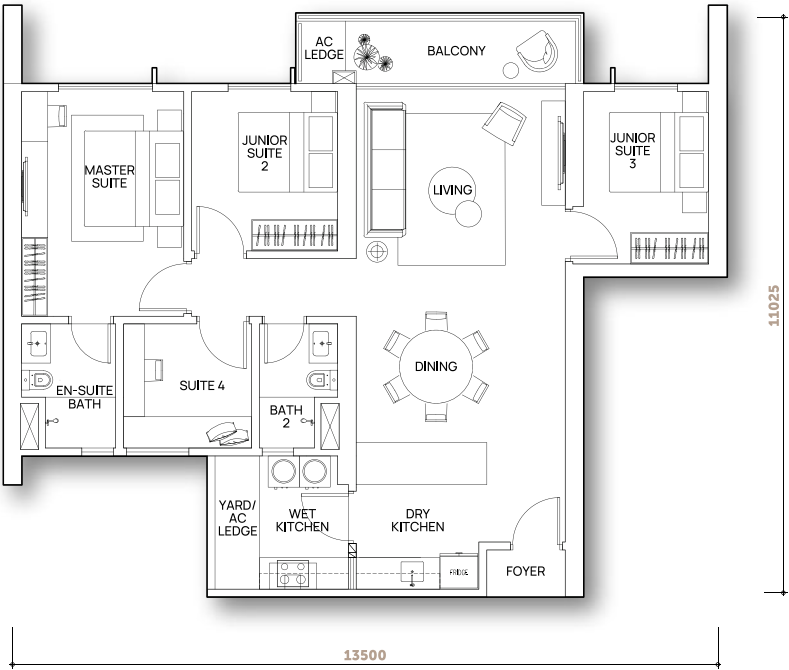 AC
LEDGE
BALCONY
MASTER
SUITE
JUNIOR
SUITE
2
LIVING
JUNIOR
SUITE
3
11025
DINING
EN-SUITE
BATH
SUITE 4
BATH
2
YARD/
AC
LEDGE
WET
KITCHEN
DRY
KITCHEN
FRIDGE
FOYER
13500